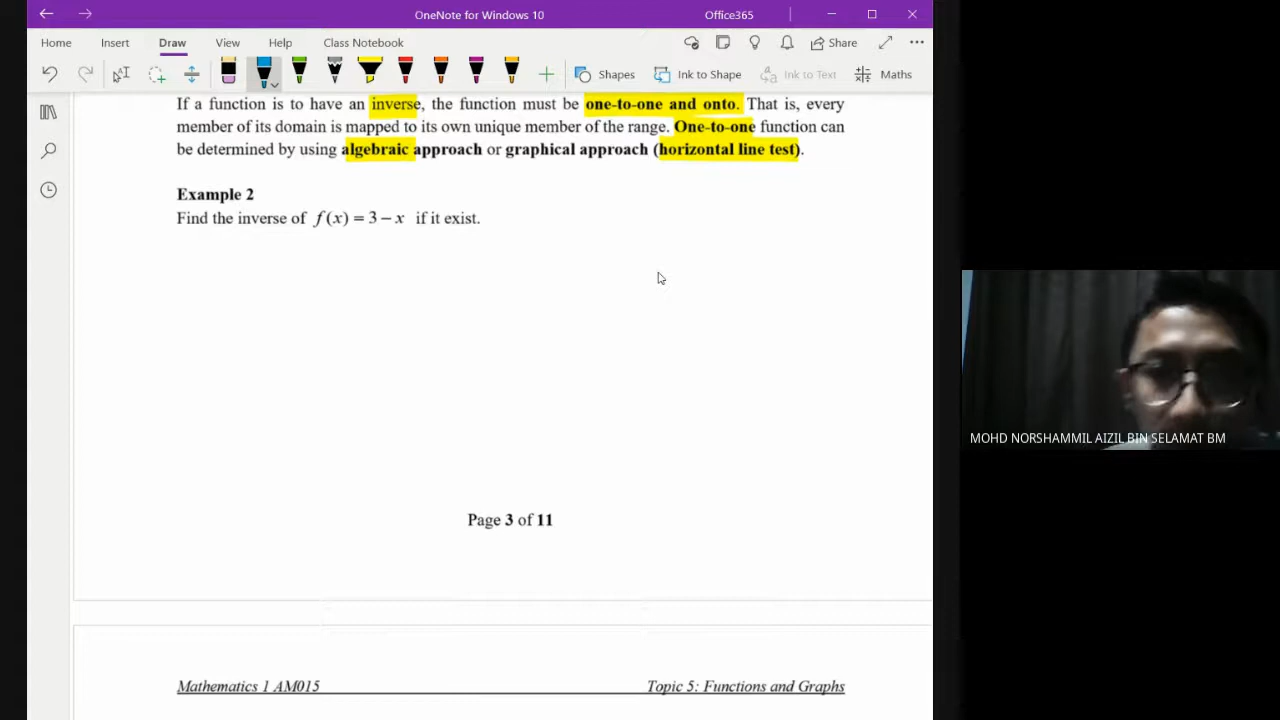 OneNote for Windows 10
Office365
Home Insert Draw View Help Class Notebook
Share
Shapes Ink to Shape Ink to Text Maths
If a function is to have an inverse, the function must be one-to-one and onto. That is, every
member of its domain is mapped to its own unique member of the range. One-to-one function can
be determined by using algebraic approach or graphical approach (horizontal line test).
Example 2
Find the inverse of f(x) = 3 − x if it exist.
MOHD NORSHAMMIL AIZIL BIN SELAMAT BM
Page 3 of 11
Mathematics 1 AM015
Topic 5: Functions and Graphs